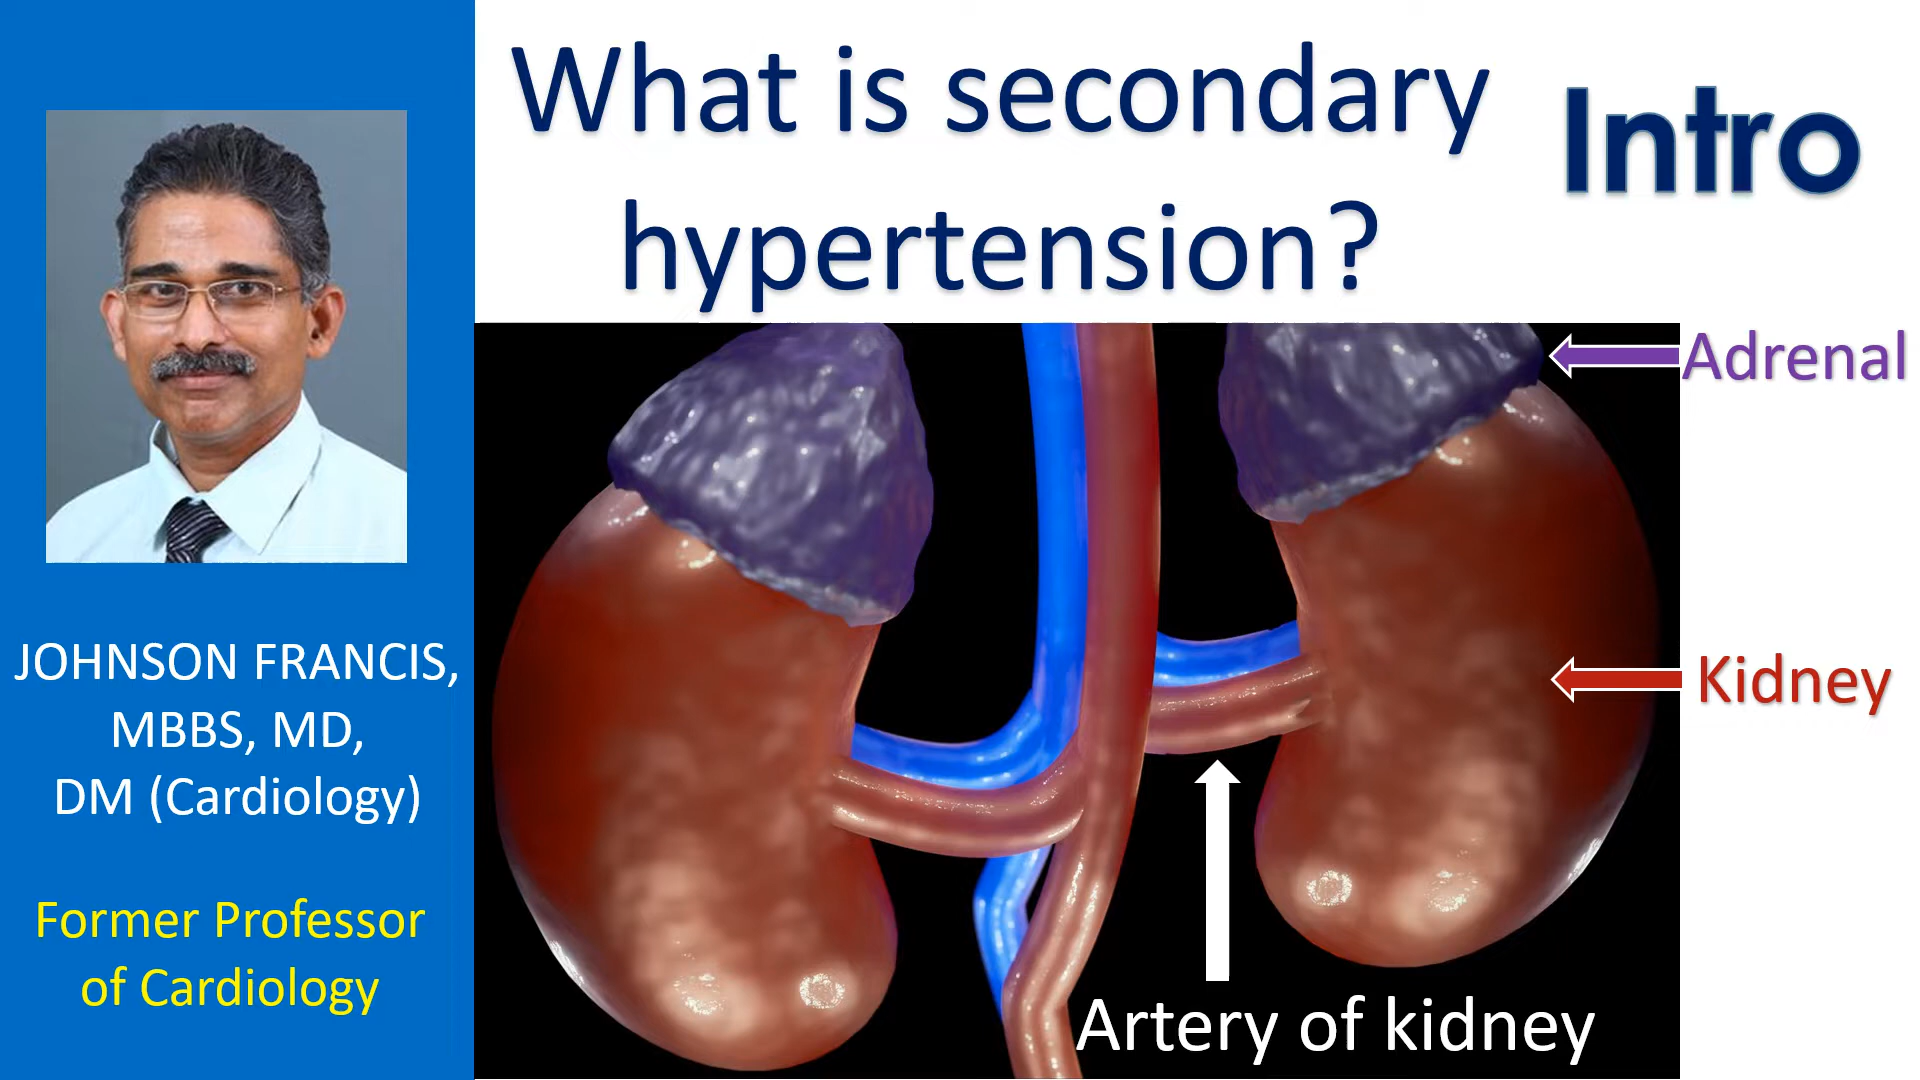 What is secondary
hypertension?
Intro
Adrenal
Kidney
Artery of kidney
JOHNSON FRANCIS,
MBBS, MD,
DM (Cardiology)
Former Professor
of Cardiology